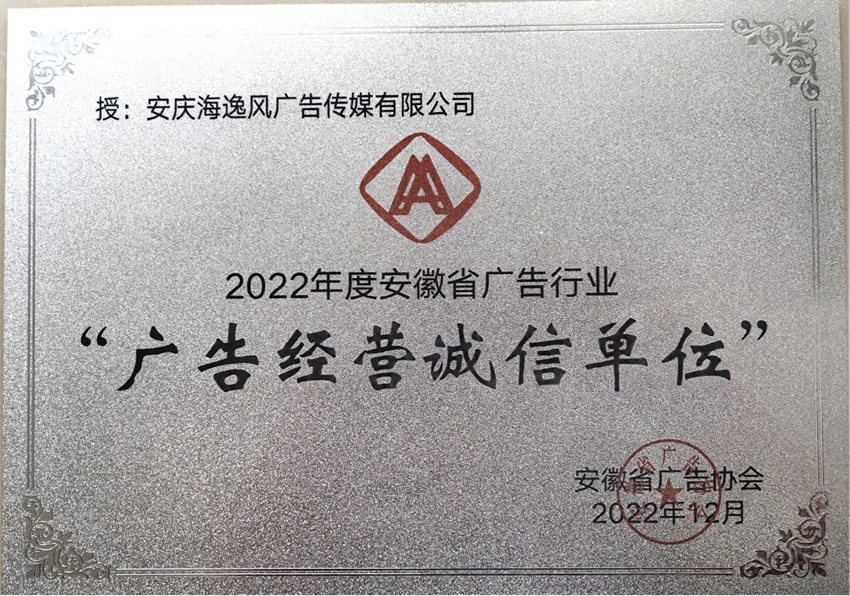 授：安庆海逸风广告传媒有限公司
2022年度安徽省广告行业
“广告经营诚信单位”
安徽省广告协会
2022年12月